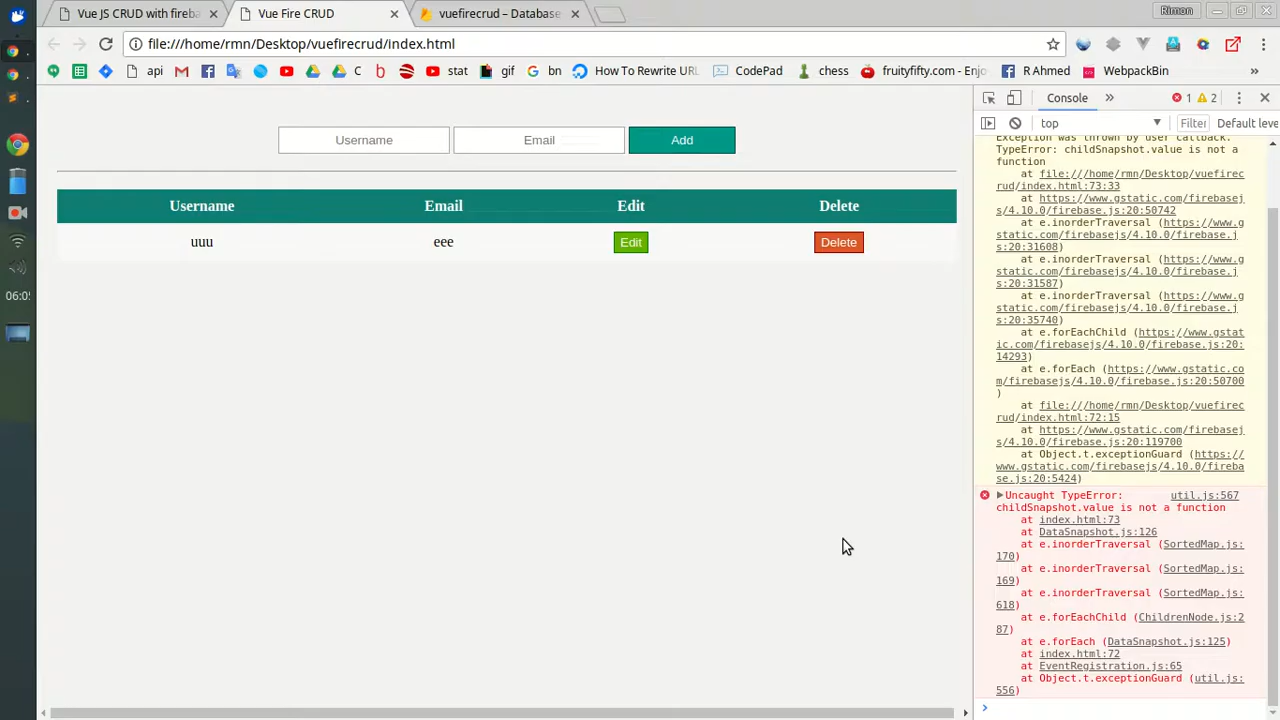 Vue JS CRUD with fireba
Vue Fire CRUD
vuefirecrud – Database
Rimon
file:///home/rmn/Desktop/vuefirecrud/index.html
api
C
stat
gif
bn
How To Rewrite URL
CodePad
chess
fruityfifty.com - Enjo
R Ahmed
WebpackBin
»
Console
»
1
2
top
Filter
Default leve
Username
Email
Add
Username Email Edit Delete
uuu eee Edit Delete
06:05
Exception was thrown by user callback.
TypeError: childSnapshot.value is not a
function
at file:///home/rmn/Desktop/vuefirec
rud/index.html:73:33
at https://www.gstatic.com/firebasej
s/4.10.0/firebase.js:20:50742
at e.inorderTraversal (https://www.g
static.com/firebasejs/4.10.0/firebase.j
s:20:31608)
at e.inorderTraversal (https://www.g
static.com/firebasejs/4.10.0/firebase.j
s:20:31587)
at e.inorderTraversal (https://www.g
static.com/firebasejs/4.10.0/firebase.j
s:20:35740)
at e.forEachChild (https://www.gstat
ic.com/firebasejs/4.10.0/firebase.js:20:
14293)
at e.forEach (https://www.gstatic.co
m/firebasejs/4.10.0/firebase.js:20:50700
)
at file:///home/rmn/Desktop/vuefirec
rud/index.html:72:15
at https://www.gstatic.com/firebasej
s/4.10.0/firebase.js:20:119700
at Object.t.exceptionGuard (https://
www.gstatic.com/firebasejs/4.10.0/fireba
se.js:20:5424)
Uncaught TypeError: util.js:567
childSnapshot.value is not a function
at index.html:73
at DataSnapshot.js:126
at e.inorderTraversal (SortedMap.js:
170)
at e.inorderTraversal (SortedMap.js:
169)
at e.inorderTraversal (SortedMap.js:
618)
at e.forEachChild (ChildrenNode.js:2
87)
at e.forEach (DataSnapshot.js:125)
at index.html:72
at EventRegistration.js:65
at Object.t.exceptionGuard (util.js:
556)